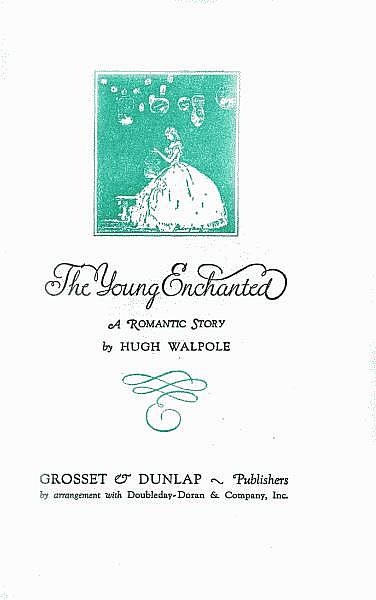 The Young Enchanted
A ROMANTIC STORY
by HUGH WALPOLE
GROSSET & DUNLAP ~ Publishers
by arrangement with Doubleday-Doran & Company, Inc.